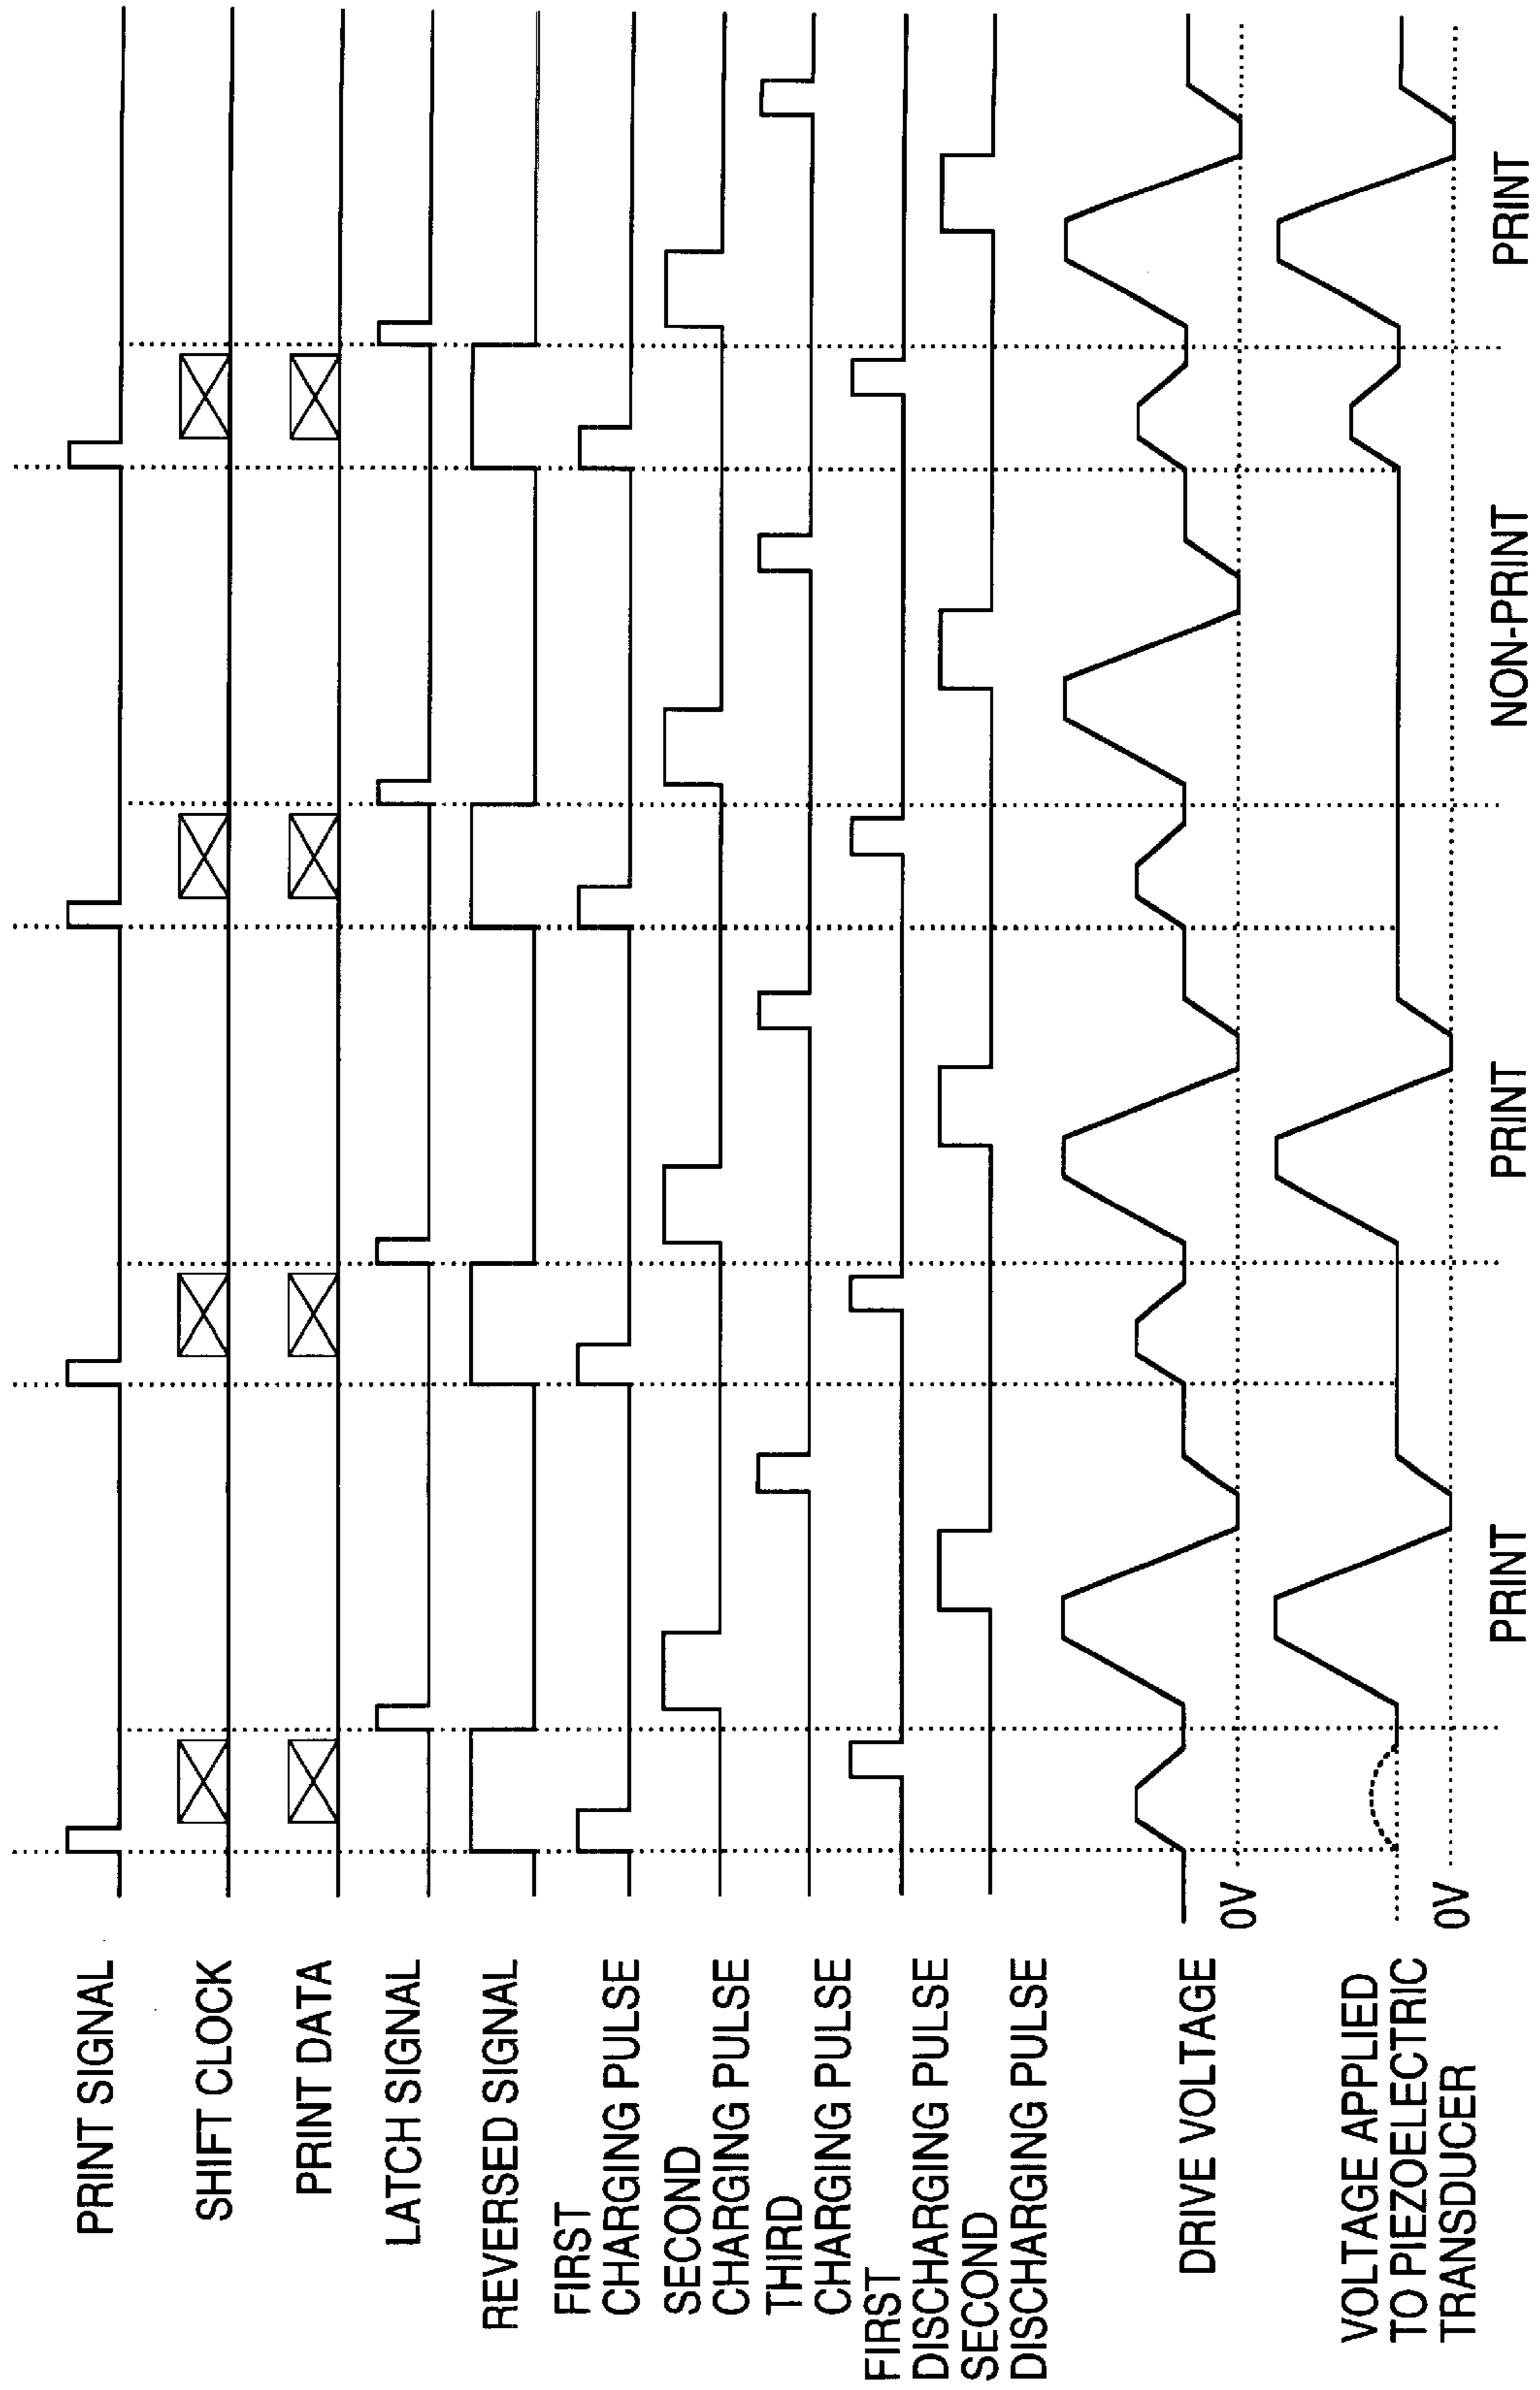 PRINT SIGNAL
SHIFT CLOCK
PRINT DATA
LATCH SIGNAL
REVERSED SIGNAL
FIRST
CHARGING PULSE
SECOND
CHARGING PULSE
THIRD
CHARGING PULSE
FIRST
DISCHARGING PULSE
SECOND
DISCHARGING PULSE
DRIVE VOLTAGE
0V
VOLTAGE APPLIED
TO PIEZOELECTRIC
TRANSDUCER
0V
PRINT
PRINT
NON-PRINT
PRINT